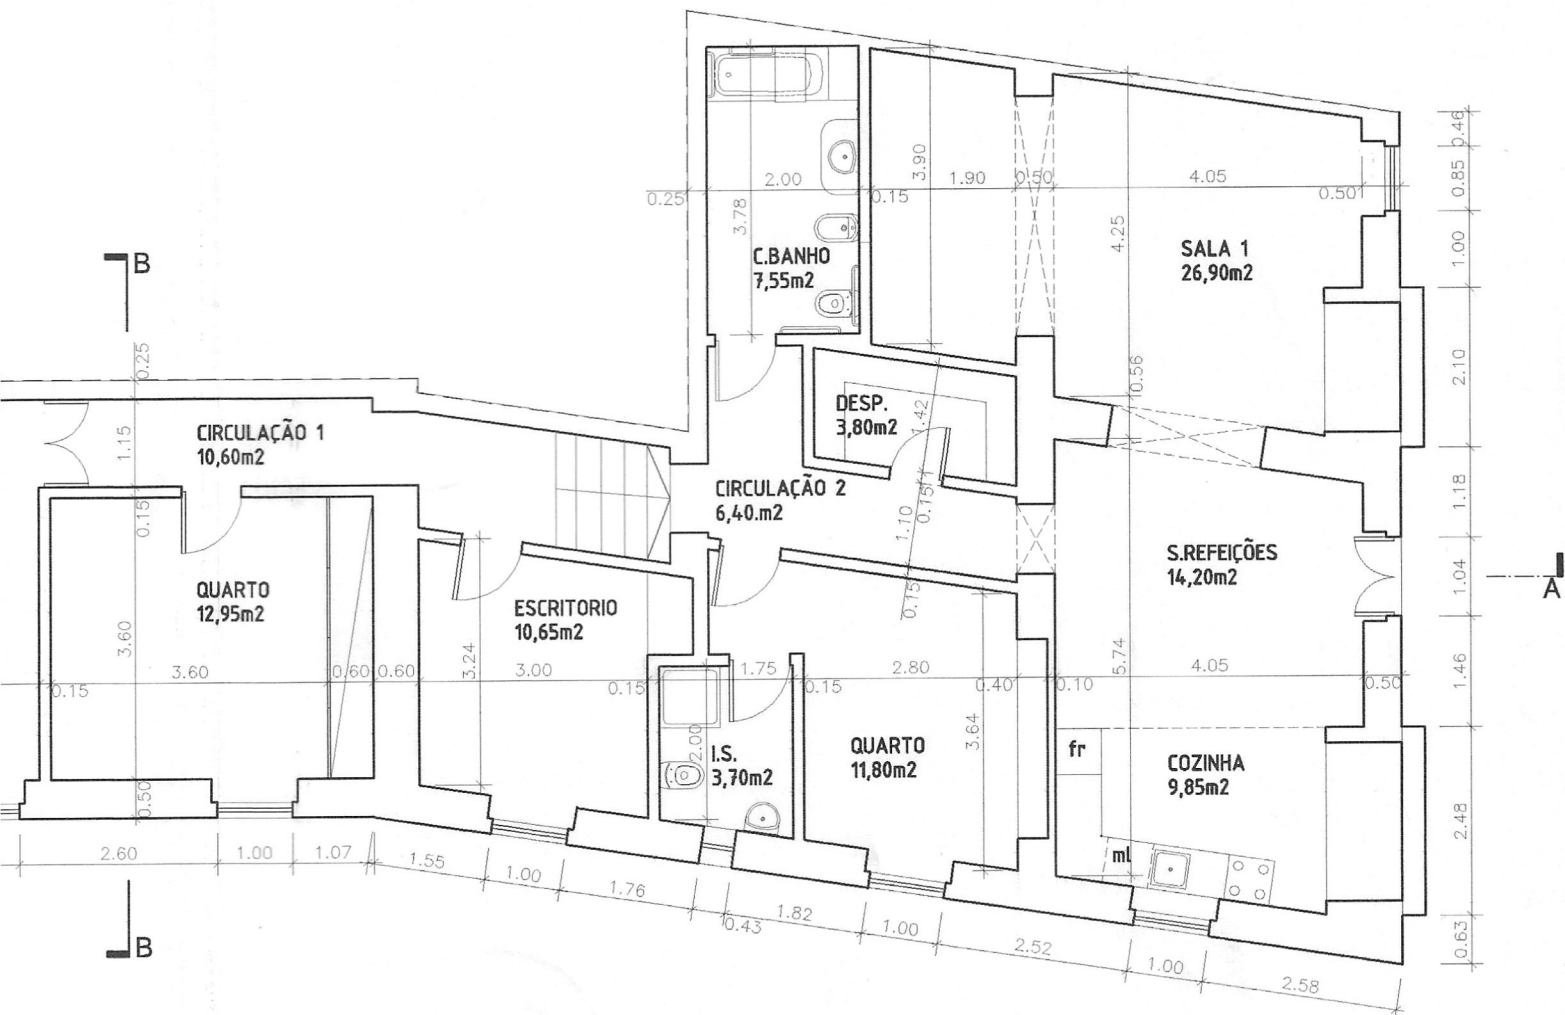 0.46
0.85
1.00
2.10
1.18
1.04
1.46
2.48
0.63
0.25
2.00
0.15
1.90
0.50
4.05
0.50
3.78
3.90
4.25
C.BANHO
7,55m2
SALA 1
26,90m2
B
0.25
1.15
CIRCULAÇÃO 1
10,60m2
DESP.
3,80m2
1.42
0.56
CIRCULAÇÃO 2
6,40.m2
0.15
1.10
0.15
0.15
S.REFEIÇÕES
14,20m2
A
QUARTO
12,95m2
ESCRITORIO
10,65m2
3.60
3.24
5.74
0.15
3.60
0.60
0.60
3.00
0.15
1.75
0.15
2.80
0.40
0.10
4.05
0.50
2.00
3.64
I.S.
3,70m2
QUARTO
11,80m2
fr
COZINHA
9,85m2
ml
0.50
2.60
1.00
1.07
1.55
1.00
1.76
0.43
1.82
1.00
2.52
1.00
2.58
B